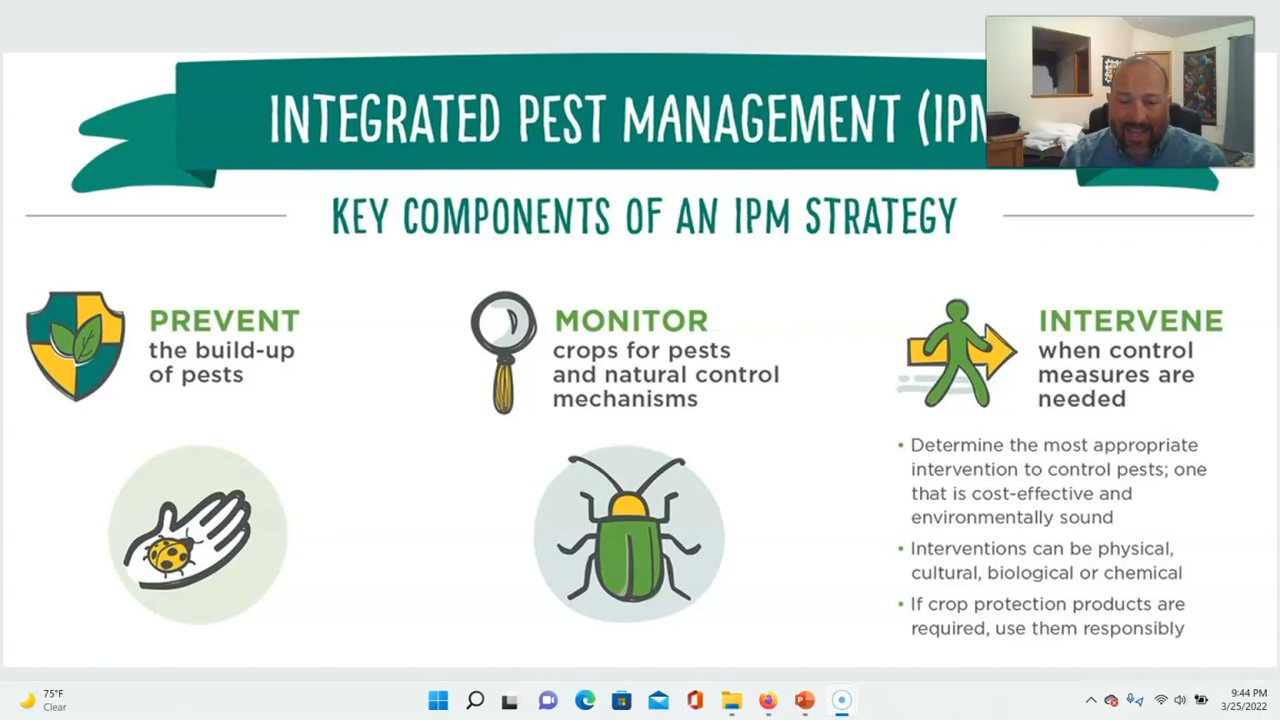 INTEGRATED PEST MANAGEMENT (IPM
KEY COMPONENTS OF AN IPM STRATEGY
PREVENT
the build-up
of pests
MONITOR
crops for pests
and natural control
mechanisms
INTERVENE
when control
measures are
needed
• Determine the most appropriate
intervention to control pests; one
that is cost-effective and
environmentally sound
• Interventions can be physical,
cultural, biological or chemical
• If crop protection products are
required, use them responsibly
75°F
Clear
9:44 PM
3/25/2022